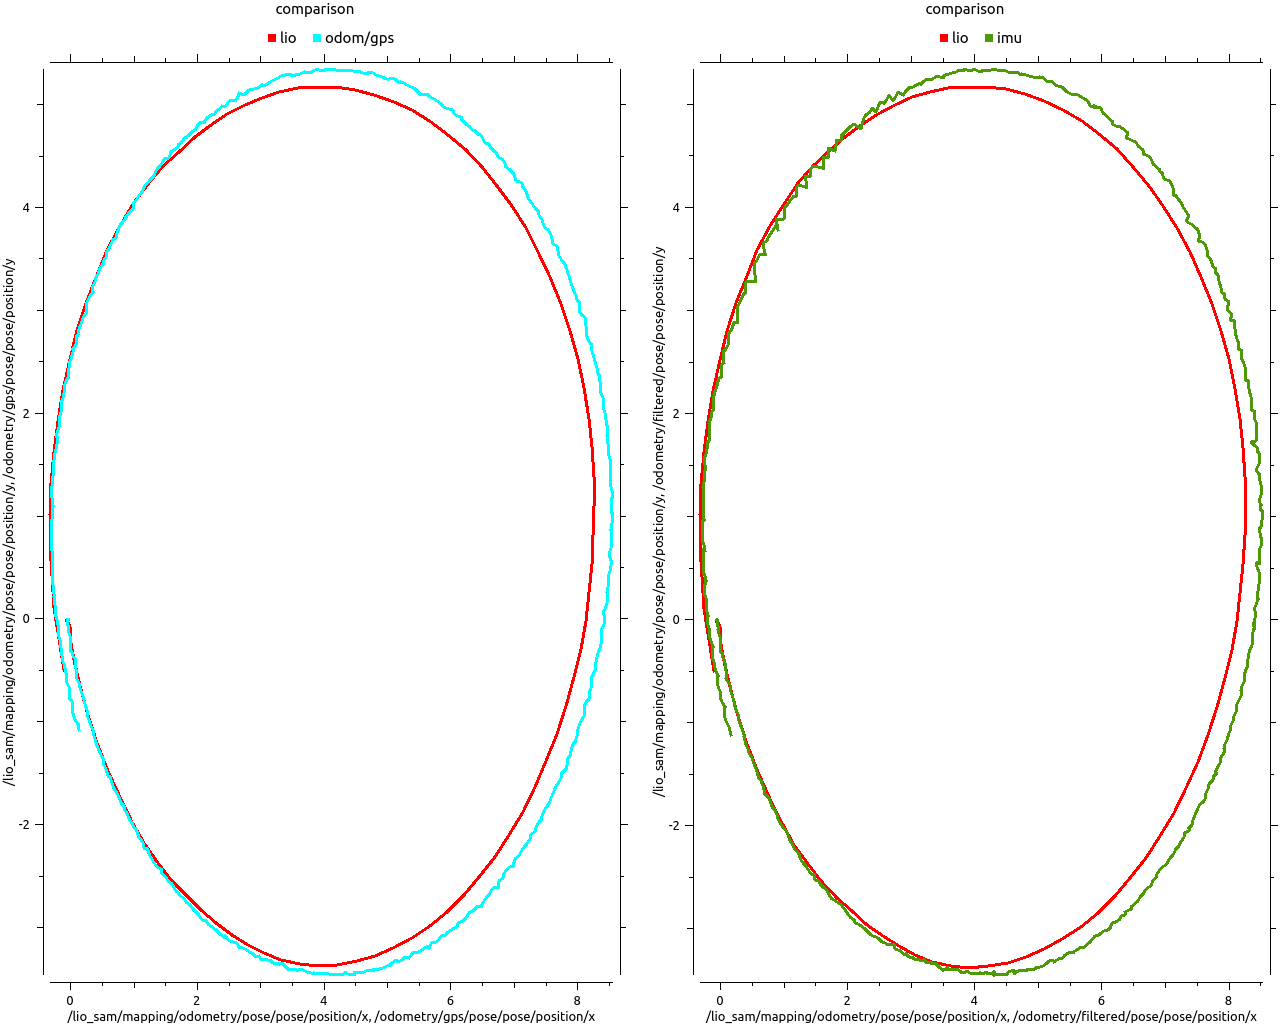 comparison
lio odom/gps
/lio_sam/mapping/odometry/pose/pose/position/y, /odometry/gps/pose/pose/position/y
4
2
0
-2
0 2 4 6 8
/lio_sam/mapping/odometry/pose/pose/position/x, /odometry/gps/pose/pose/position/x
comparison
lio imu
/lio_sam/mapping/odometry/pose/pose/position/y, /odometry/filtered/pose/pose/position/y
4
2
0
-2
0 2 4 6 8
/lio_sam/mapping/odometry/pose/pose/position/x, /odometry/filtered/pose/pose/position/x